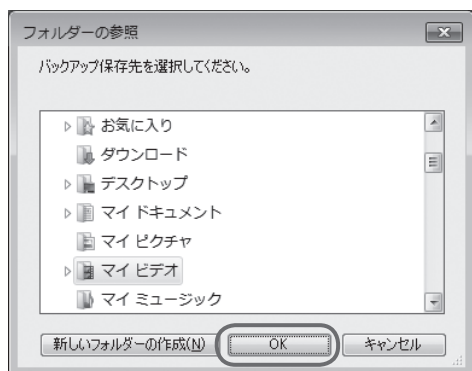 フォルダーの参照
バックアップ保存先を選択してください。
お気に入り
ダウンロード
デスクトップ
マイ ドキュメント
マイ ピクチャ
マイ ビデオ
マイ ミュージック
新しいフォルダーの作成(N) OK キャンセル